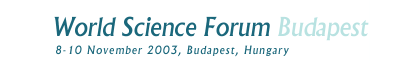 World Science Forum Budapest
8-10 November 2003, Budapest, Hungary